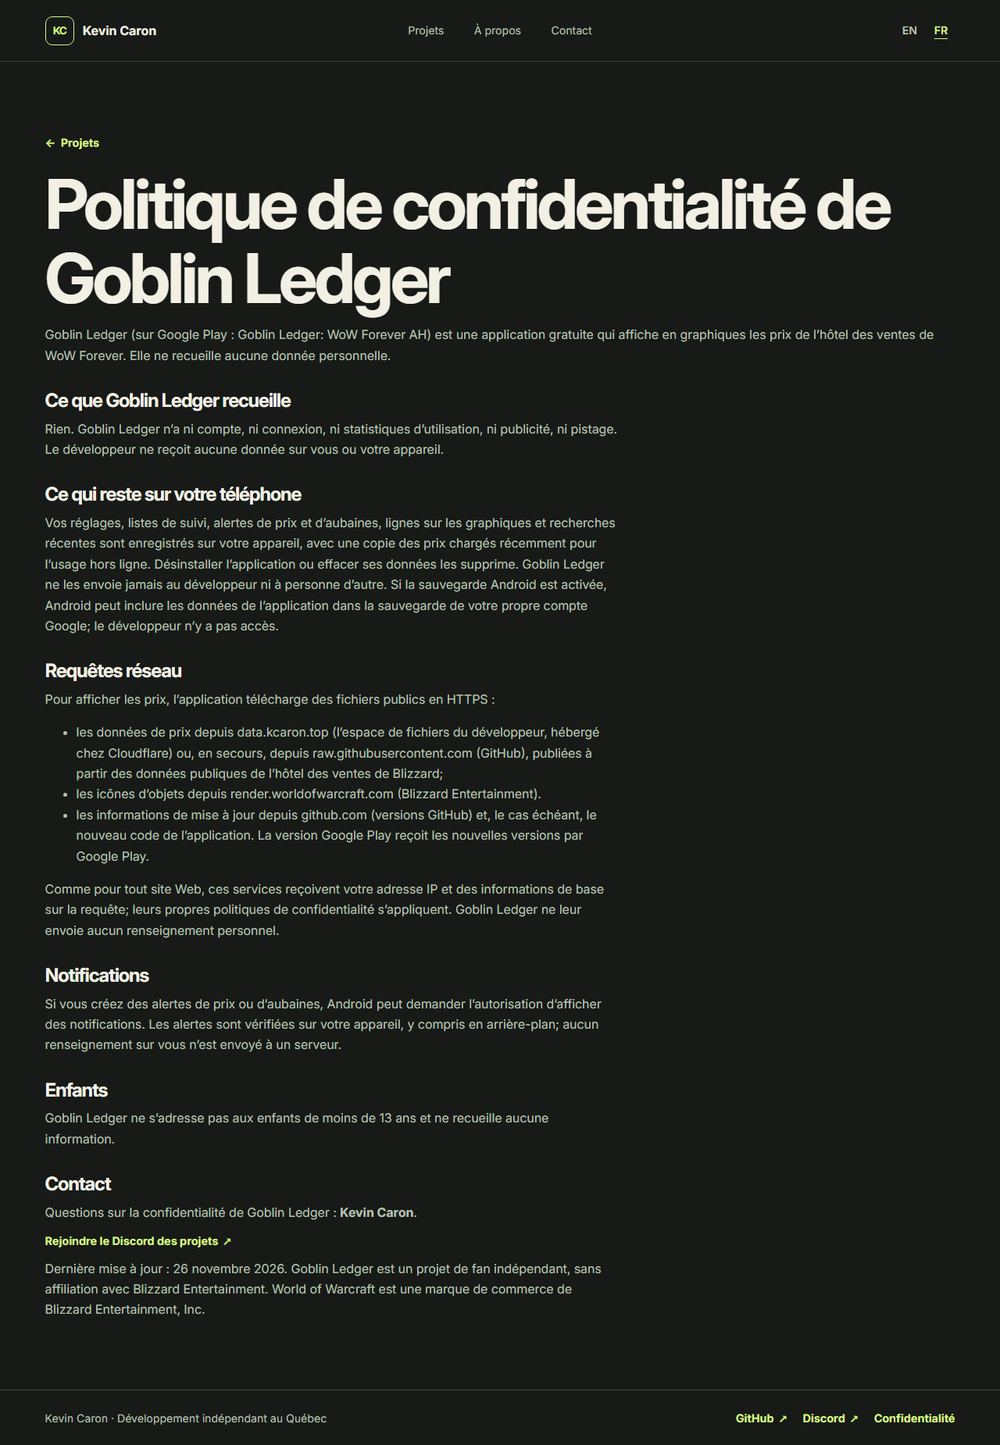 KC Kevin Caron
Projets À propos Contact
EN FR
← Projets
Politique de confidentialité de
Goblin Ledger
Goblin Ledger (sur Google Play : Goblin Ledger: WoW Forever AH) est une application gratuite qui affiche en graphiques les prix de l’hôtel des ventes de
WoW Forever. Elle ne recueille aucune donnée personnelle.
Ce que Goblin Ledger recueille
Rien. Goblin Ledger n’a ni compte, ni connexion, ni statistiques d’utilisation, ni publicité, ni pistage.
Le développeur ne reçoit aucune donnée sur vous ou votre appareil.
Ce qui reste sur votre téléphone
Vos réglages, listes de suivi, alertes de prix et d’aubaines, lignes sur les graphiques et recherches
récentes sont enregistrés sur votre appareil, avec une copie des prix chargés récemment pour
l’usage hors ligne. Désinstaller l’application ou effacer ses données les supprime. Goblin Ledger
ne les envoie jamais au développeur ni à personne d’autre. Si la sauvegarde Android est activée,
Android peut inclure les données de l’application dans la sauvegarde de votre propre compte
Google; le développeur n’y a pas accès.
Requêtes réseau
Pour afficher les prix, l’application télécharge des fichiers publics en HTTPS :
• les données de prix depuis data.kcaron.top (l’espace de fichiers du développeur, hébergé
chez Cloudflare) ou, en secours, depuis raw.githubusercontent.com (GitHub), publiées à
partir des données publiques de l’hôtel des ventes de Blizzard;
• les icônes d’objets depuis render.worldofwarcraft.com (Blizzard Entertainment).
• les informations de mise à jour depuis github.com (versions GitHub) et, le cas échéant, le
nouveau code de l’application. La version Google Play reçoit les nouvelles versions par
Google Play.
Comme pour tout site Web, ces services reçoivent votre adresse IP et des informations de base
sur la requête; leurs propres politiques de confidentialité s’appliquent. Goblin Ledger ne leur
envoie aucun renseignement personnel.
Notifications
Si vous créez des alertes de prix ou d’aubaines, Android peut demander l’autorisation d’afficher
des notifications. Les alertes sont vérifiées sur votre appareil, y compris en arrière-plan; aucun
renseignement sur vous n’est envoyé à un serveur.
Enfants
Goblin Ledger ne s’adresse pas aux enfants de moins de 13 ans et ne recueille aucune
information.
Contact
Questions sur la confidentialité de Goblin Ledger : Kevin Caron.
Rejoindre le Discord des projets ↗
Dernière mise à jour : 26 novembre 2026. Goblin Ledger est un projet de fan indépendant, sans
affiliation avec Blizzard Entertainment. World of Warcraft est une marque de commerce de
Blizzard Entertainment, Inc.
Kevin Caron · Développement indépendant au Québec
GitHub ↗ Discord ↗ Confidentialité